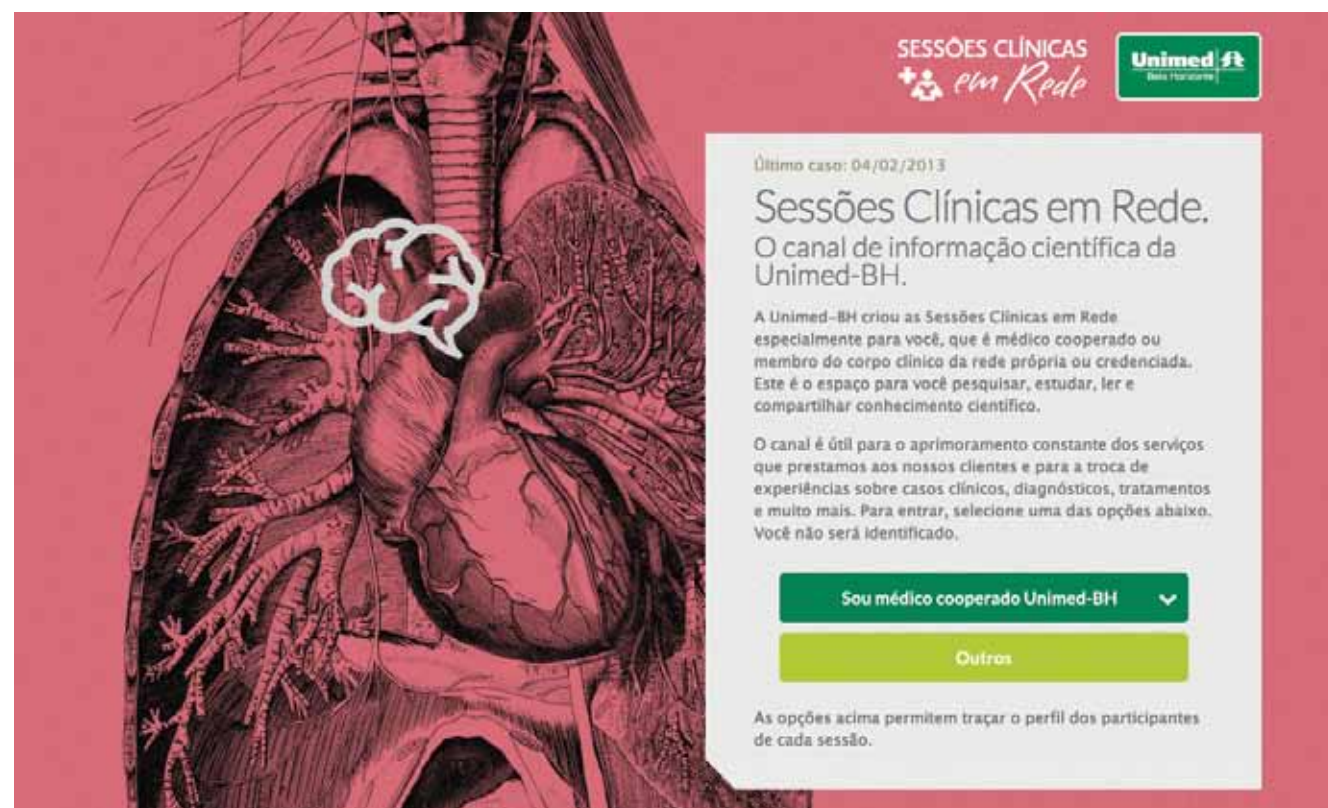 SESSÕES CLÍNICAS
em Rede
Unimed
Belo Horizonte
Último caso: 04/02/2013
Sessões Clínicas em Rede.
O canal de informação científica da
Unimed-BH.
A Unimed-BH criou as Sessões Clínicas em Rede
especialmente para você, que é médico cooperado ou
membro do corpo clínico da rede própria ou credenciada.
Este é o espaço para você pesquisar, estudar, ler e
compartilhar conhecimento científico.
O canal é útil para o aprimoramento constante dos serviços
que prestamos aos nossos clientes e para a troca de
experiências sobre casos clínicos, diagnósticos, tratamentos
e muito mais. Para entrar, selecione uma das opções abaixo.
Você não será identificado.
Sou médico cooperado Unimed-BH
Outros
As opções acima permitem traçar o perfil dos participantes
de cada sessão.